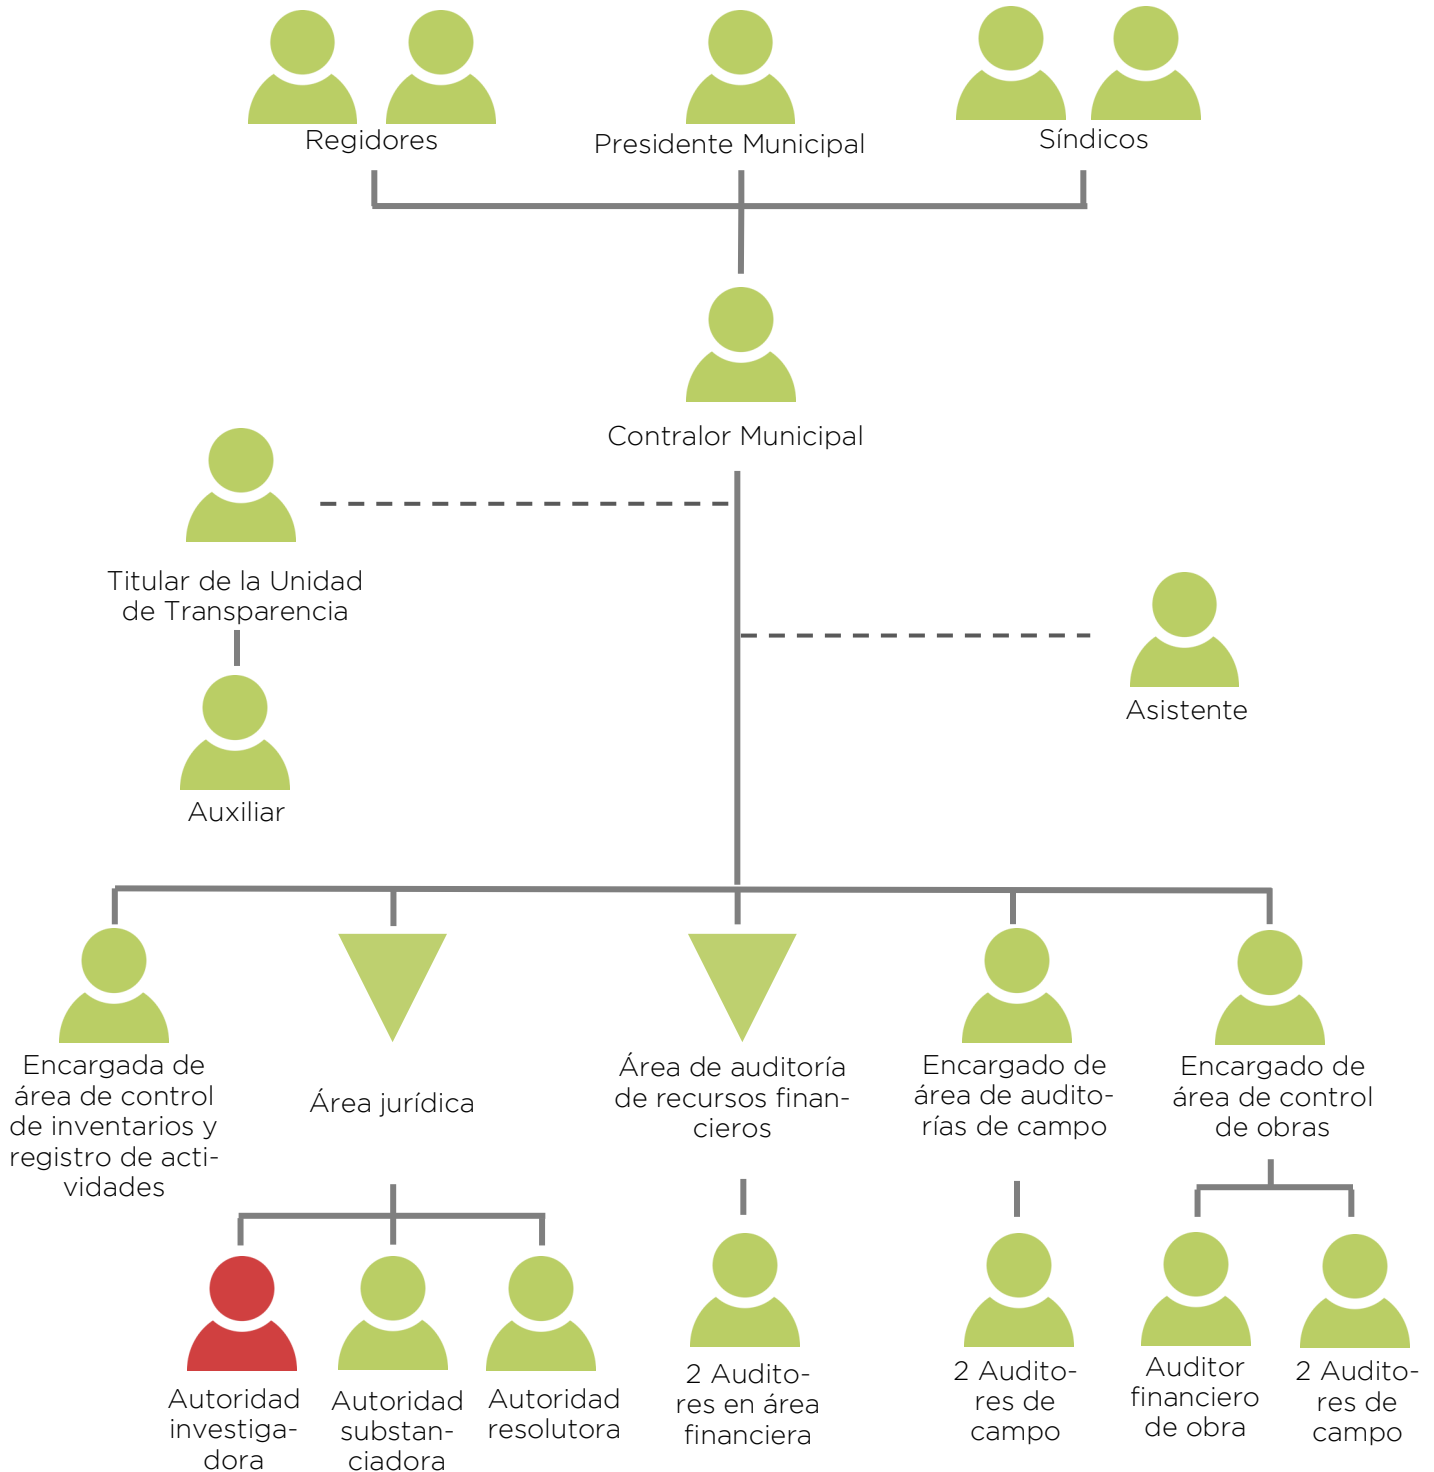 Regidores
Presidente Municipal
Síndicos
Contralor Municipal
Titular de la Unidad
de Transparencia
Asistente
Auxiliar
Encargada de
área de control
de inventarios y
registro de acti-
vidades
Área jurídica
Área de auditoría
de recursos finan-
cieros
Encargado de
área de audito-
rías de campo
Encargado de
área de control
de obras
Autoridad
investiga-
dora
Autoridad
substan-
ciadora
Autoridad
resolutora
2 Audito-
res en área
financiera
2 Audito-
res de
campo
Auditor
financiero
de obra
2 Audito-
res de
campo